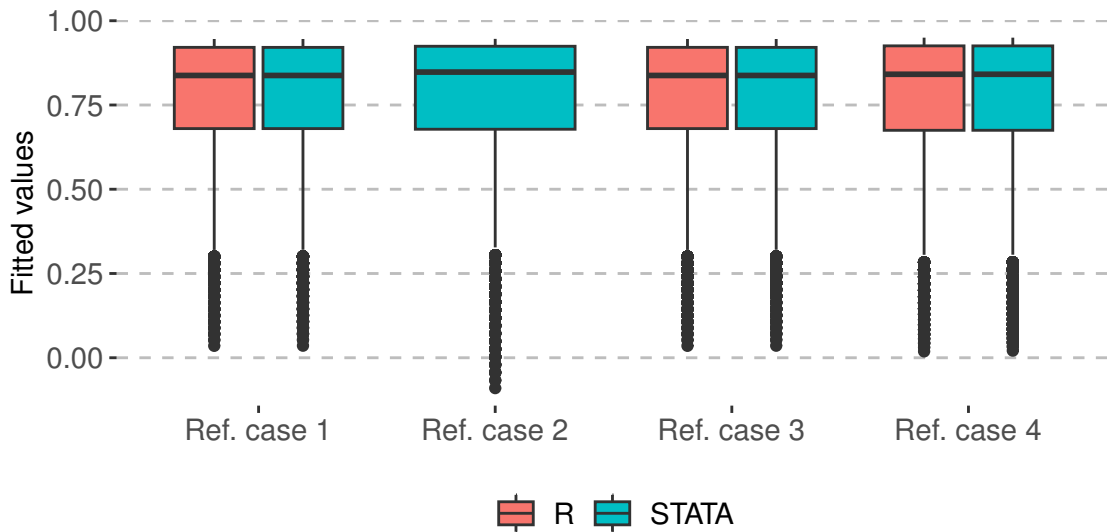 1.00
0.75
0.50
0.25
0.00
Fitted values
Ref. case 1 Ref. case 2 Ref. case 3 Ref. case 4
R STATA